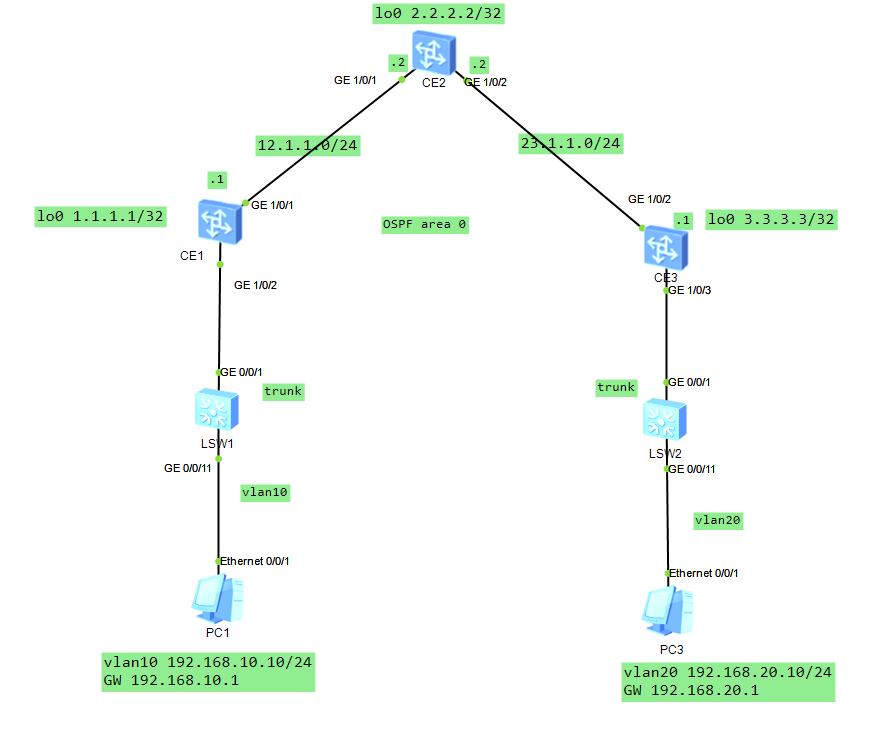 lo0 2.2.2.2/32
.2
.2
GE 1/0/1
CE2
GE 1/0/2
12.1.1.0/24
23.1.1.0/24
.1
GE 1/0/1
GE 1/0/2
lo0 1.1.1.1/32
OSPF area 0
.1
lo0 3.3.3.3/32
CE1
CE3
GE 1/0/2
GE 1/0/3
GE 0/0/1
trunk
trunk
GE 0/0/1
LSW1
LSW2
GE 0/0/11
GE 0/0/11
vlan10
vlan20
Ethernet 0/0/1
Ethernet 0/0/1
PC1
PC3
vlan10 192.168.10.10/24
GW 192.168.10.1
vlan20 192.168.20.10/24
GW 192.168.20.1